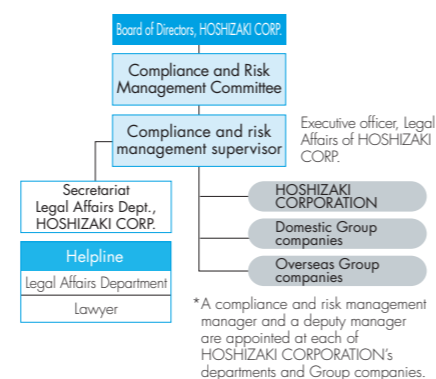 Board of Directors, HOSHIZAKI CORP.
Compliance and Risk
Management Committee
Compliance and risk
management supervisor
Executive officer, Legal
Affairs of HOSHIZAKI
CORP.
Secretariat
Legal Affairs Dept.,
HOSHIZAKI CORP.
HOSHIZAKI
CORPORATION
Domestic Group
companies
Overseas Group
companies
Helpline
Legal Affairs Department
Lawyer
*A compliance and risk management
manager and a deputy manager
are appointed at each of
HOSHIZAKI CORPORATION's
departments and Group companies.